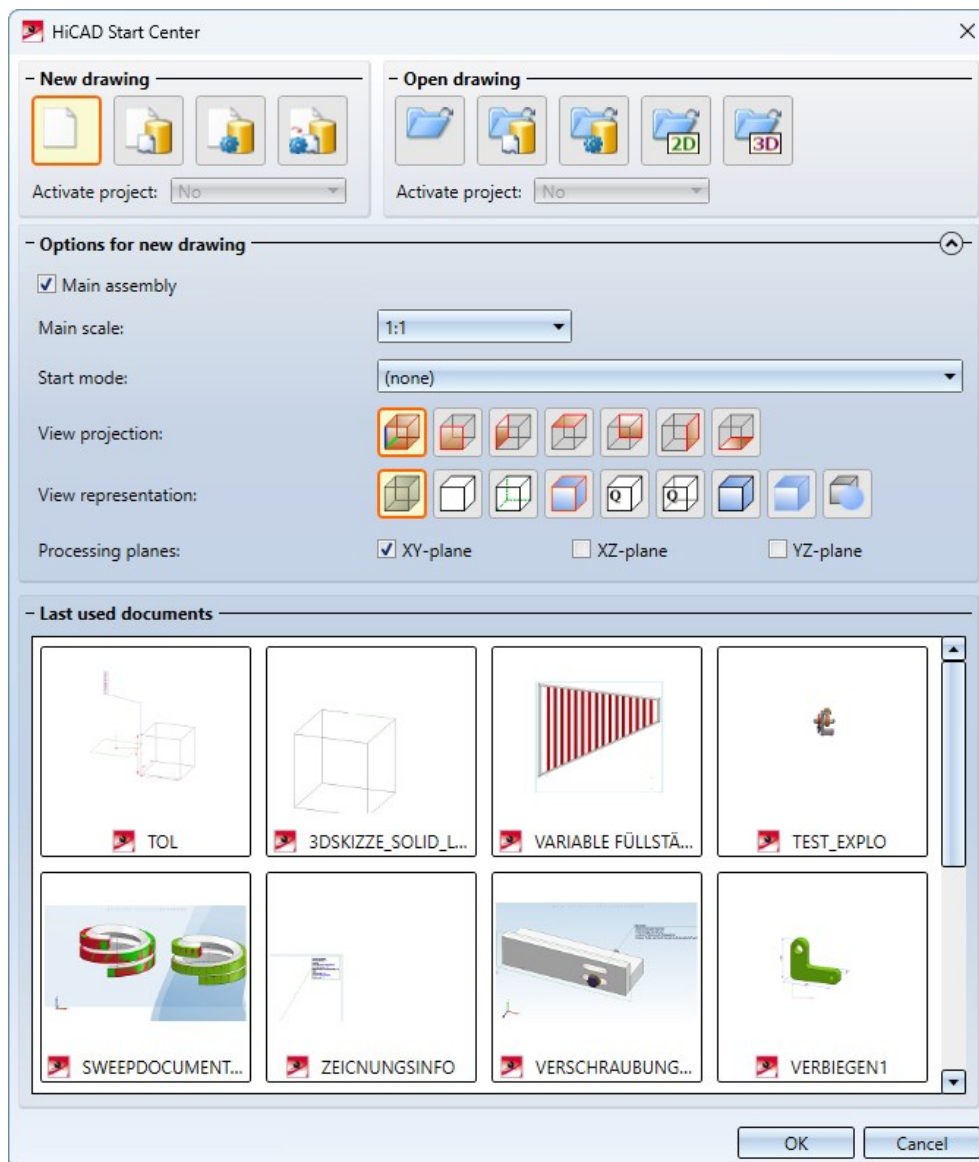 HiCAD Start Center
New drawing
Open drawing
2D
3D
Activate project: No
Activate project: No
Options for new drawing
Main assembly
Main scale: 1:1
Start mode: (none)
View projection:
View representation:
Q
Q
Processing planes: XY-plane XZ-plane YZ-plane
Last used documents
TOL
3DSKIZZE_SOLID_L...
VARIABLE FÜLLSTÄ...
TEST_EXPLO
SWEEPDOCUMENT...
ZEICNUNGSINFO
VERSCHRAUBUNG...
VERBIEGEN1
OK
Cancel